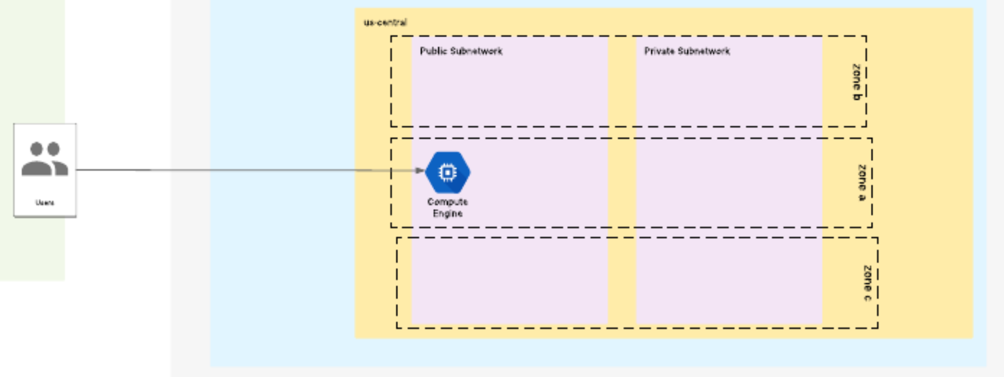 us-central
Public Subnetwork
Private Subnetwork
zone b
zone a
Compute
Engine
Users
zone c